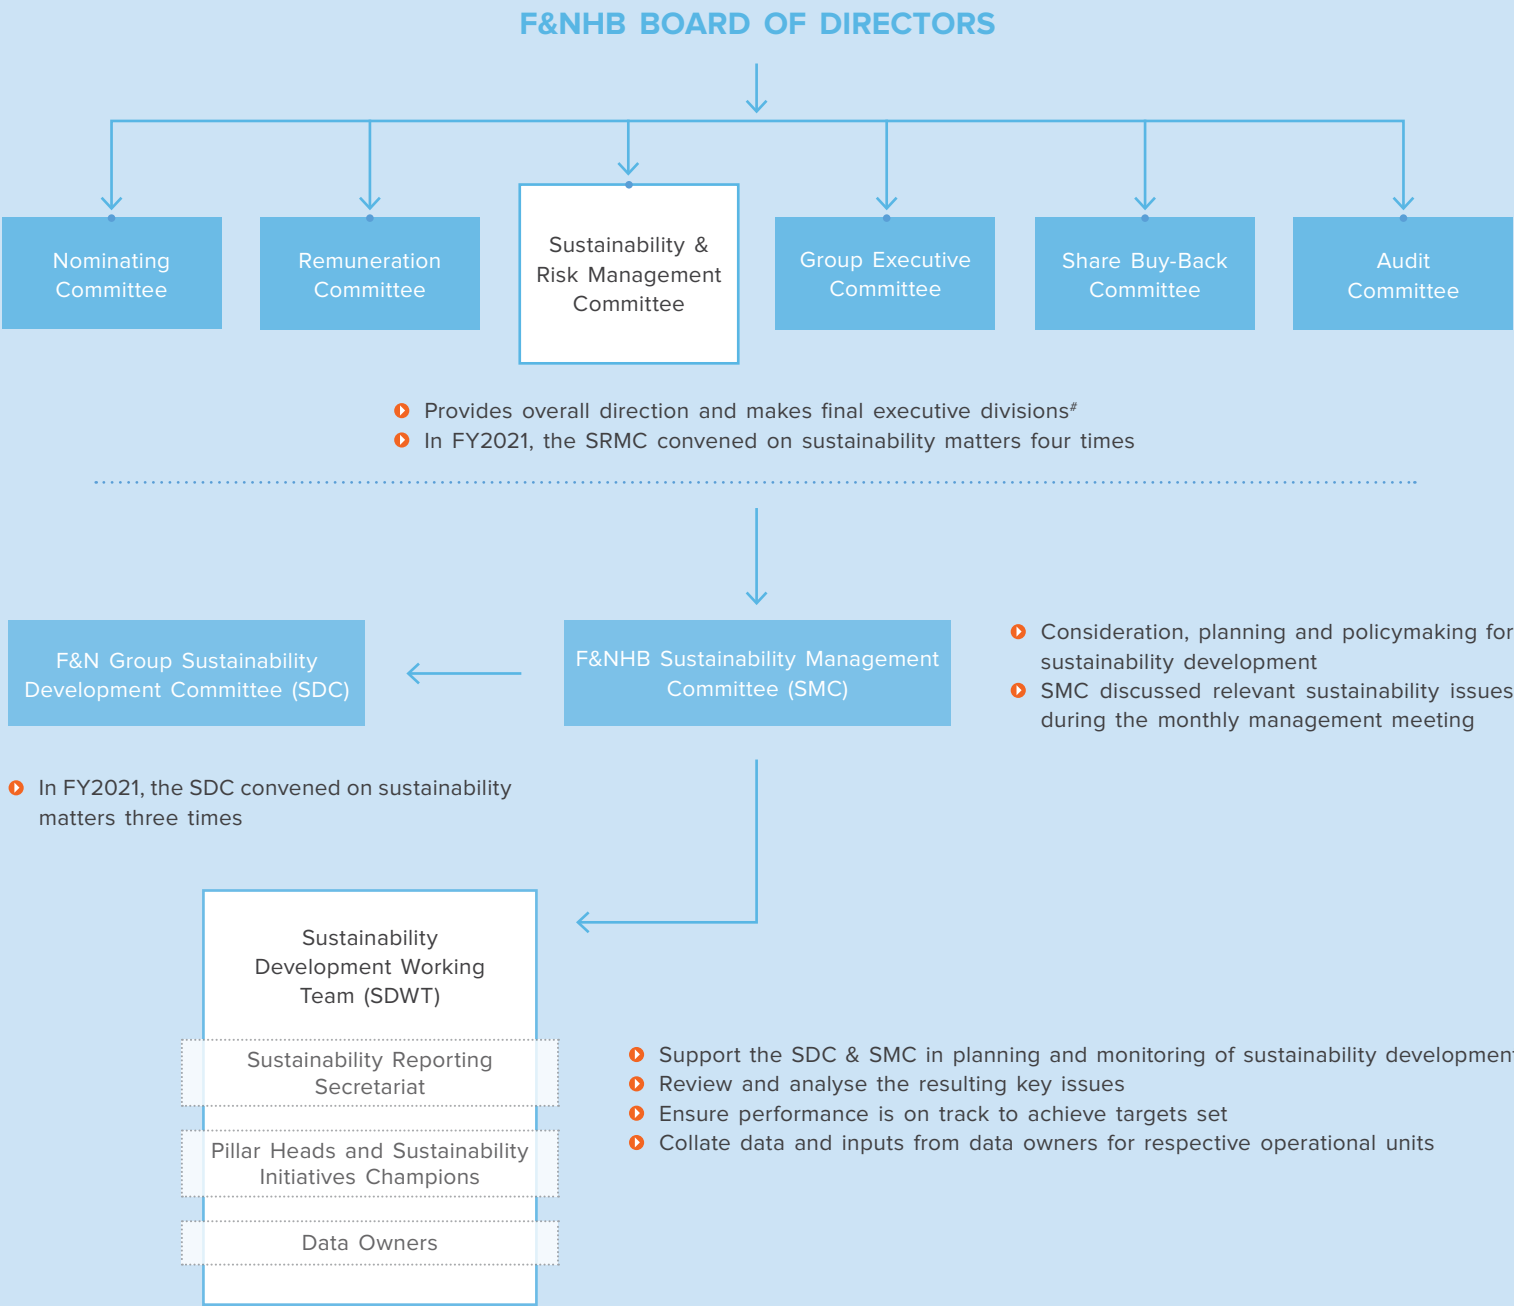 F&NHB BOARD OF DIRECTORS
Nominating
Committee
Remuneration
Committee
Sustainability &
Risk Management
Committee
Group Executive
Committee
Share Buy-Back
Committee
Audit
Committee
Provides overall direction and makes final executive divisions#
In FY2021, the SRMC convened on sustainability matters four times
F&N Group Sustainability
Development Committee (SDC)
F&NHB Sustainability Management
Committee (SMC)
Consideration, planning and policymaking for
sustainability development
SMC discussed relevant sustainability issues
during the monthly management meeting
In FY2021, the SDC convened on sustainability
matters three times
Sustainability
Development Working
Team (SDWT)
Sustainability Reporting
Secretariat
Pillar Heads and Sustainability
Initiatives Champions
Data Owners
Support the SDC & SMC in planning and monitoring of sustainability development
Review and analyse the resulting key issues
Ensure performance is on track to achieve targets set
Collate data and inputs from data owners for respective operational units